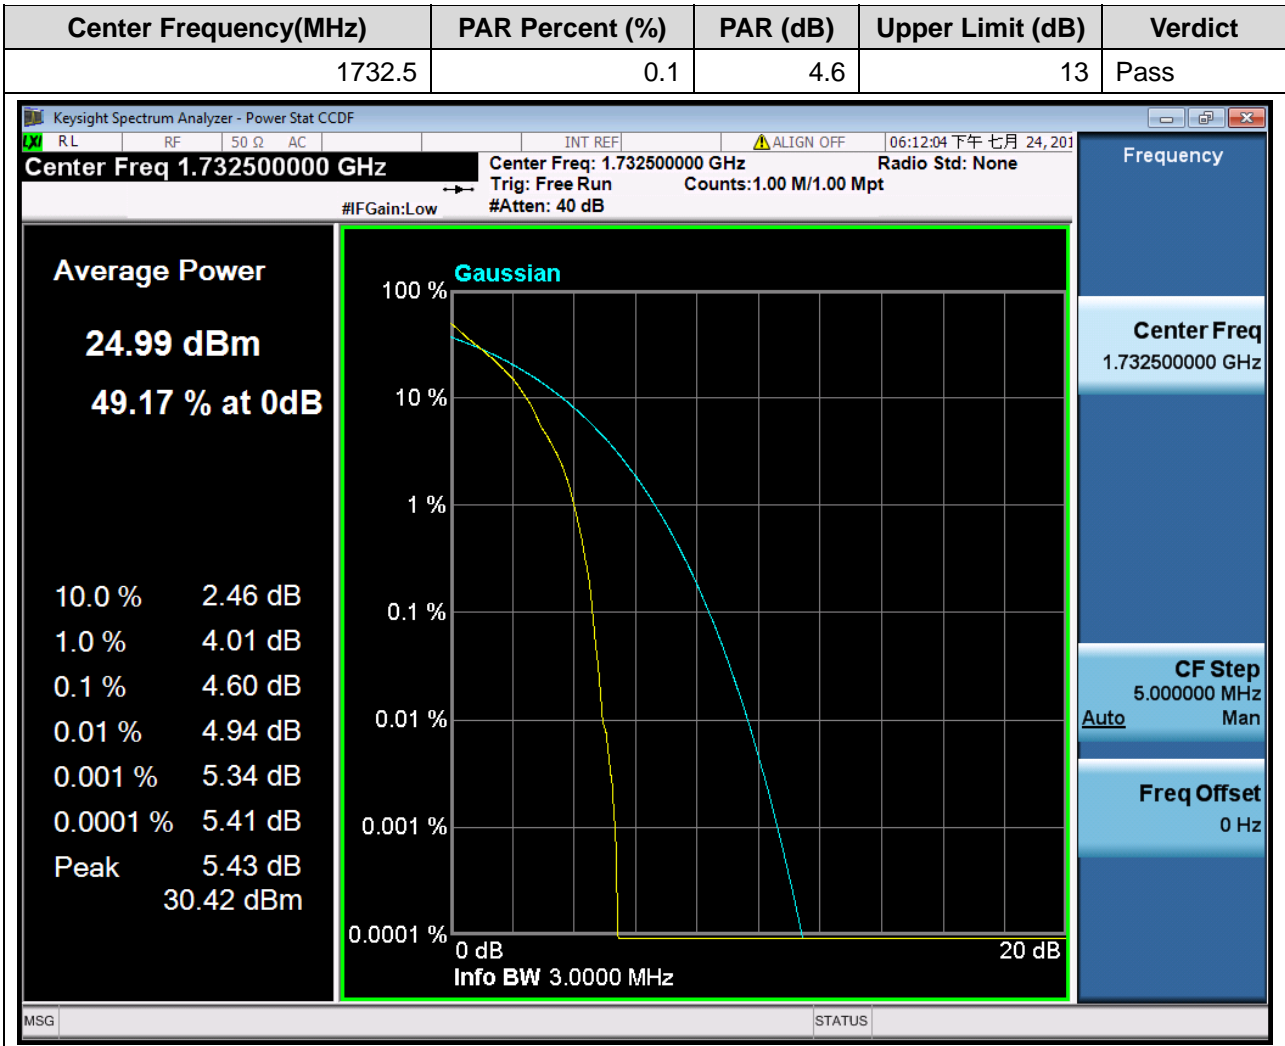 Center Frequency(MHz) PAR Percent (%) PAR (dB) Upper Limit (dB) Verdict
1732.5 0.1 4.6 13 Pass
Keysight Spectrum Analyzer - Power Stat CCDF
LXI RL RF 50 Ω AC INT REF ALIGN OFF 06:12:04 下午 七月 24, 201
Center Freq 1.732500000 GHz
Center Freq: 1.732500000 GHz Radio Std: None
Trig: Free Run Counts:1.00 M/1.00 Mpt
#IFGain:Low #Atten: 40 dB
Average Power
24.99 dBm
49.17 % at 0dB
10.0 % 2.46 dB
1.0 % 4.01 dB
0.1 % 4.60 dB
0.01 % 4.94 dB
0.001 % 5.34 dB
0.0001 % 5.41 dB
Peak 5.43 dB
30.42 dBm
Gaussian
100 %
10 %
1 %
0.1 %
0.01 %
0.001 %
0.0001 %
0 dB 20 dB
Info BW 3.0000 MHz
Frequency
Center Freq
1.732500000 GHz
CF Step
5.000000 MHz
Auto Man
Freq Offset
0 Hz
MSG STATUS